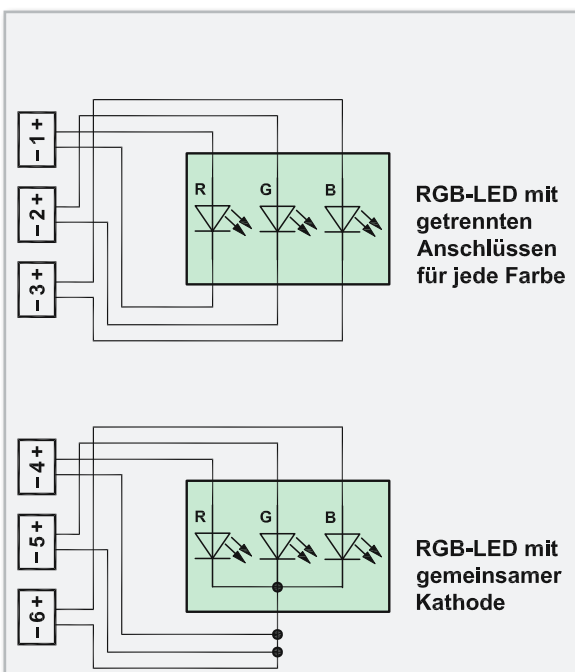 – 1 +
– 2 +
– 3 +
R G B
RGB-LED mit
getrennten
Anschlüssen
für jede Farbe
– 4 +
– 5 +
– 6 +
R G B
RGB-LED mit
gemeinsamer
Kathode